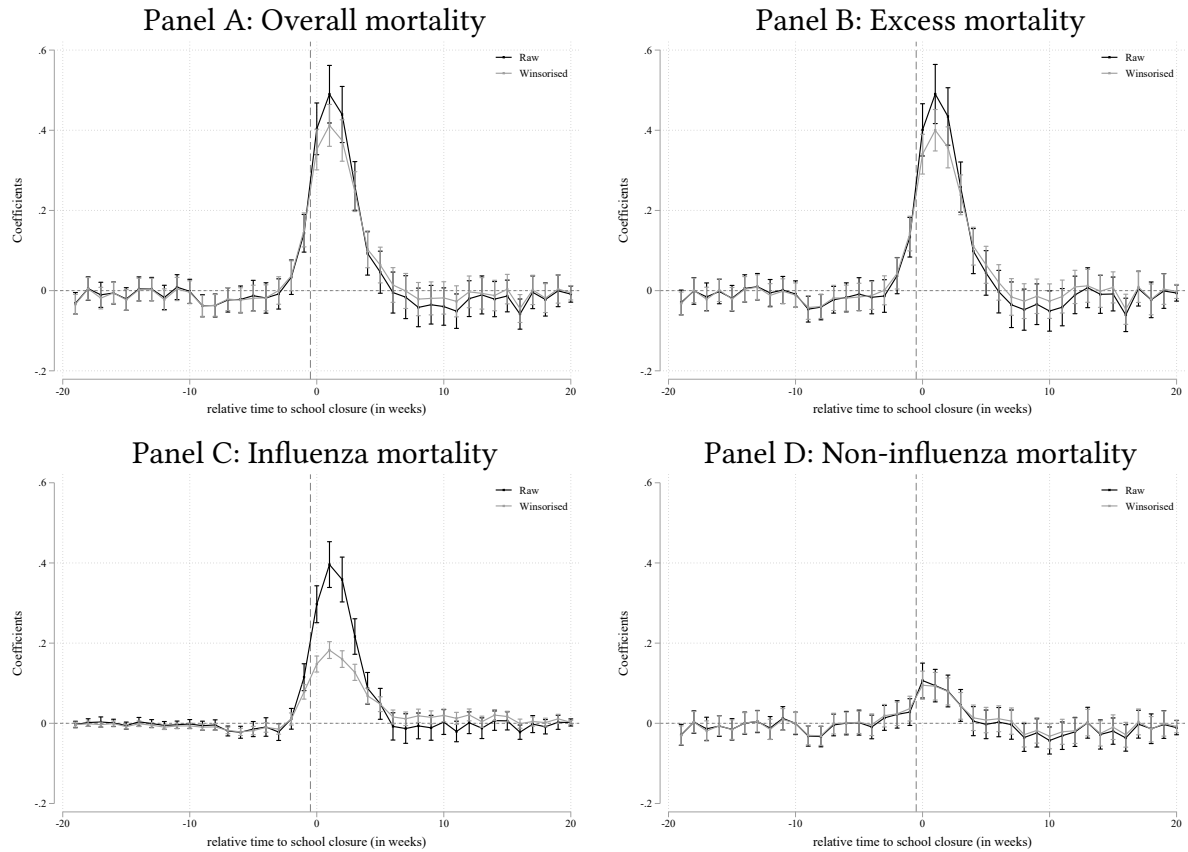 Panel A: Overall mortality
.6
.4
.2
0
-.2
Coefficients
-20
-10
0
10
20
relative time to school closure (in weeks)
Raw
Winsorised
Panel B: Excess mortality
.6
.4
.2
0
-.2
Coefficients
-20
-10
0
10
20
relative time to school closure (in weeks)
Raw
Winsorised
Panel C: Influenza mortality
.6
.4
.2
0
-.2
Coefficients
-20
-10
0
10
20
relative time to school closure (in weeks)
Raw
Winsorised
Panel D: Non-influenza mortality
.6
.4
.2
0
-.2
Coefficients
-20
-10
0
10
20
relative time to school closure (in weeks)
Raw
Winsorised